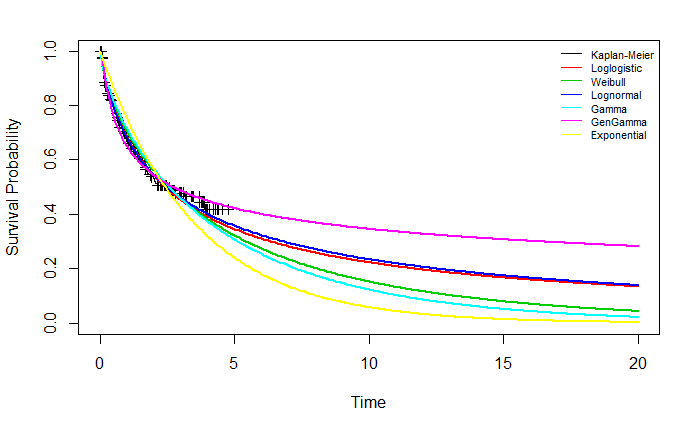 Survival Probability
1.0
0.8
0.6
0.4
0.2
0.0
Kaplan-Meier
Loglogistic
Weibull
Lognormal
Gamma
GenGamma
Exponential
0 5 10 15 20
Time